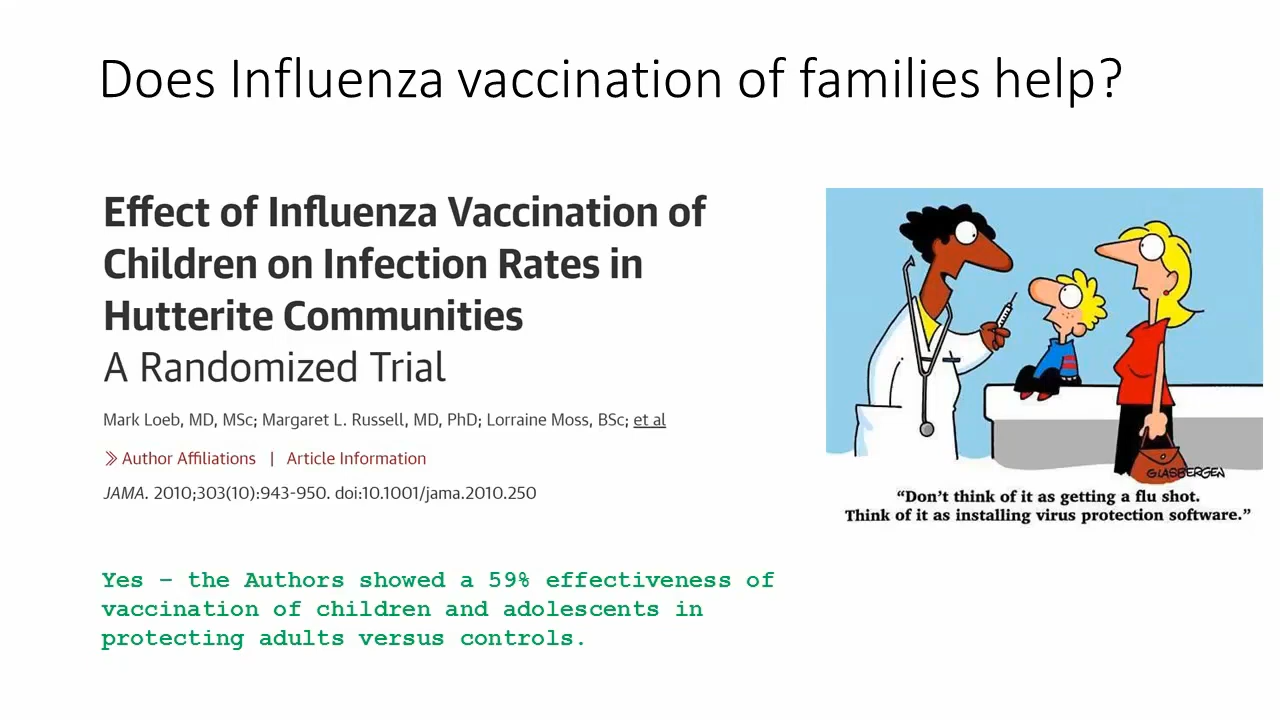 Does Influenza vaccination of families help?
Effect of Influenza Vaccination of
Children on Infection Rates in
Hutterite Communities
A Randomized Trial
Mark Loeb, MD, MSc; Margaret L. Russell, MD, PhD; Lorraine Moss, BSc; et al
Author Affiliations | Article Information
JAMA. 2010;303(10):943-950. doi:10.1001/jama.2010.250
GLASBERGEN
“Don’t think of it as getting a flu shot.
Think of it as installing virus protection software.”
Yes – the Authors showed a 59% effectiveness of
vaccination of children and adolescents in
protecting adults versus controls.